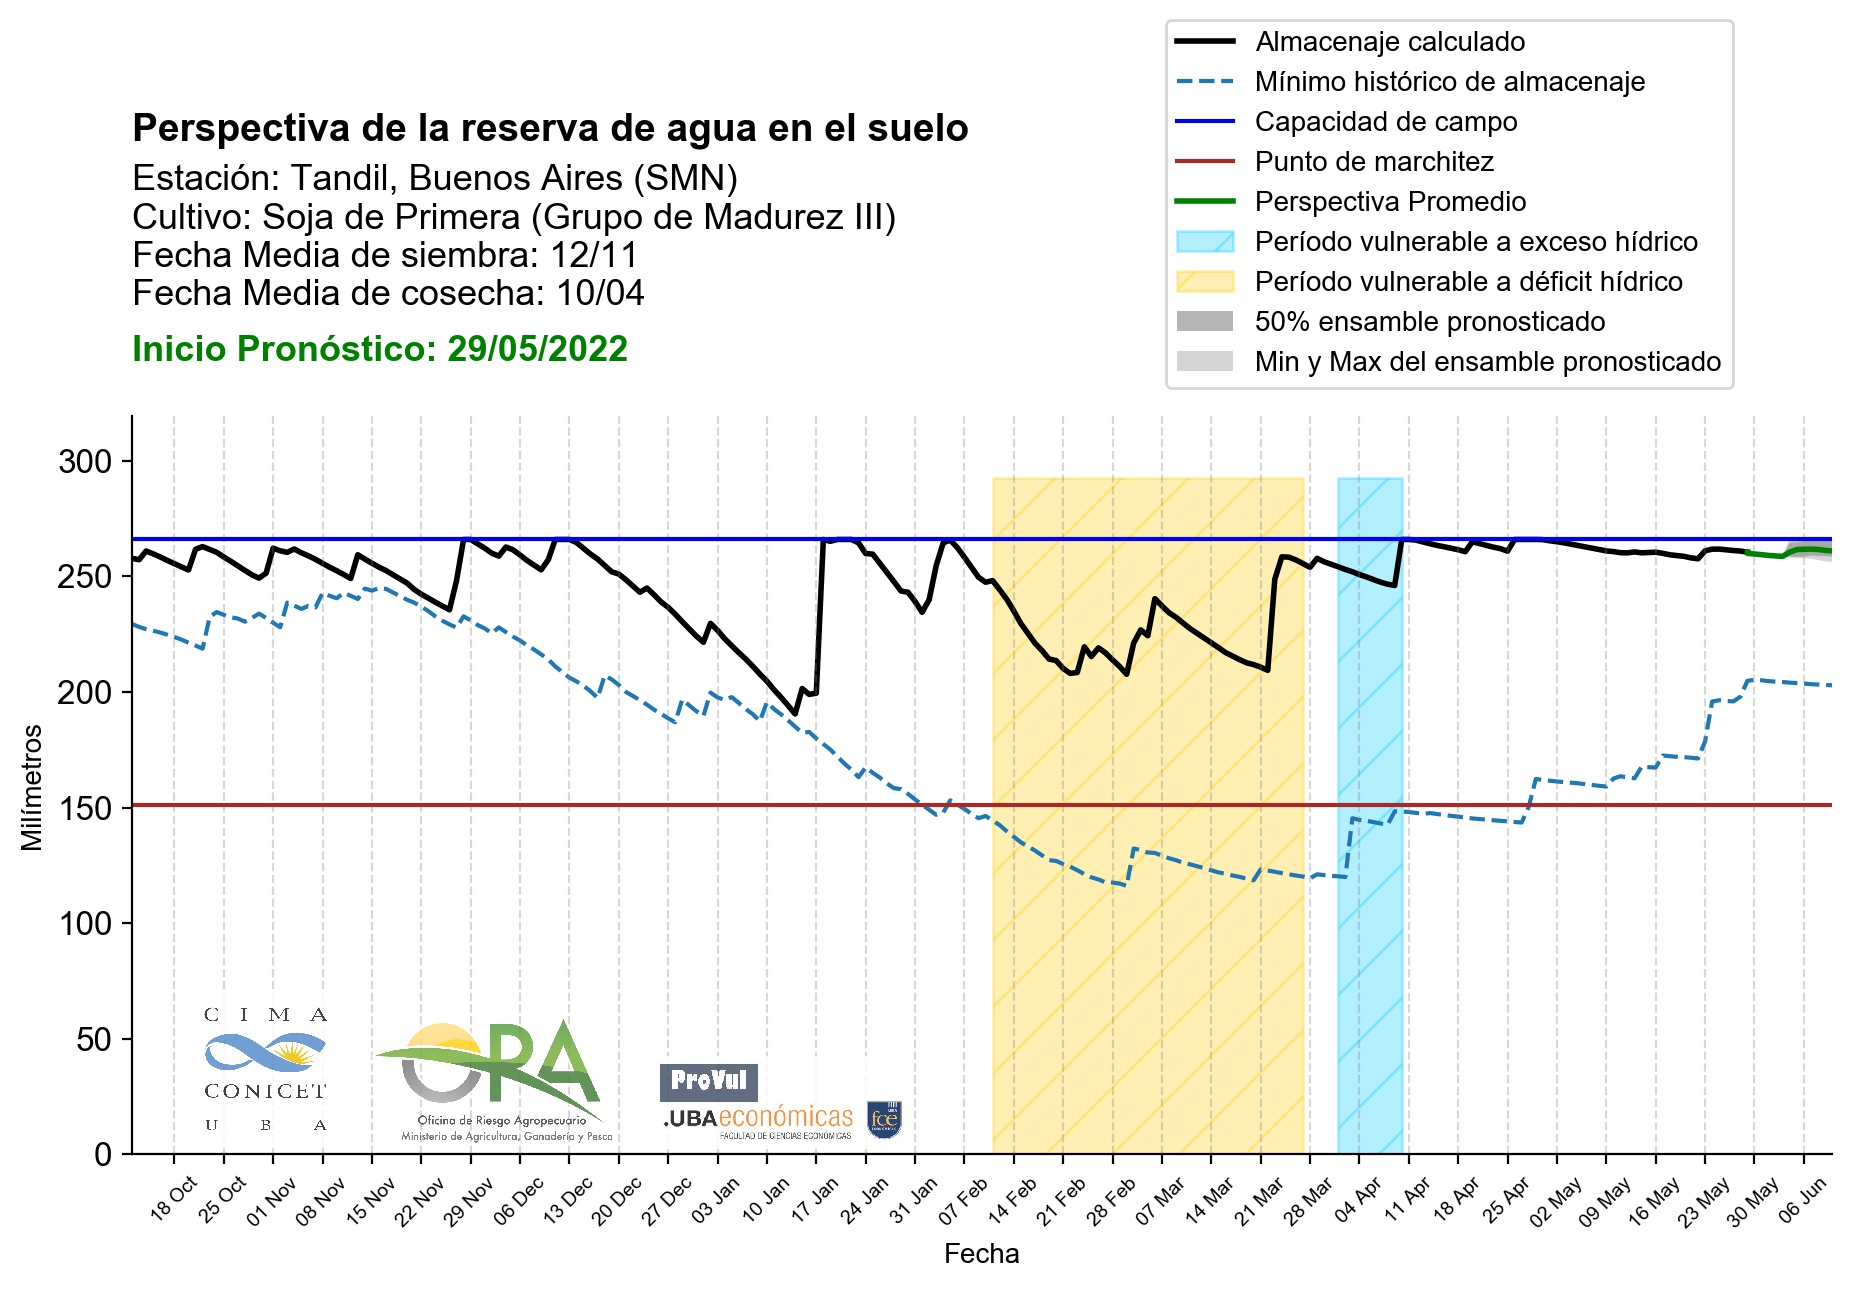 Almacenaje calculado
Mínimo histórico de almacenaje
Capacidad de campo
Punto de marchitez
Perspectiva Promedio
Período vulnerable a exceso hídrico
Período vulnerable a déficit hídrico
50% ensamble pronosticado
Min y Max del ensamble pronosticado
Perspectiva de la reserva de agua en el suelo
Estación: Tandil, Buenos Aires (SMN)
Cultivo: Soja de Primera (Grupo de Madurez III)
Fecha Media de siembra: 12/11
Fecha Media de cosecha: 10/04
Inicio Pronóstico: 29/05/2022
300
250
200
150
100
50
0
Milímetros
C I M A
CONICET
U B A
ORA
Oficina de Riesgo Agropecuario
Ministerio de Agricultura, Ganadería y Pesca
ProVul
.UBAeconómicas
FACULTAD DE CIENCIAS ECONÓMICAS
fce
18 Oct
25 Oct
01 Nov
08 Nov
15 Nov
22 Nov
29 Nov
06 Dec
13 Dec
20 Dec
27 Dec
03 Jan
10 Jan
17 Jan
24 Jan
31 Jan
07 Feb
14 Feb
21 Feb
28 Feb
07 Mar
14 Mar
21 Mar
28 Mar
04 Apr
11 Apr
18 Apr
25 Apr
02 May
09 May
16 May
23 May
30 May
06 Jun
Fecha